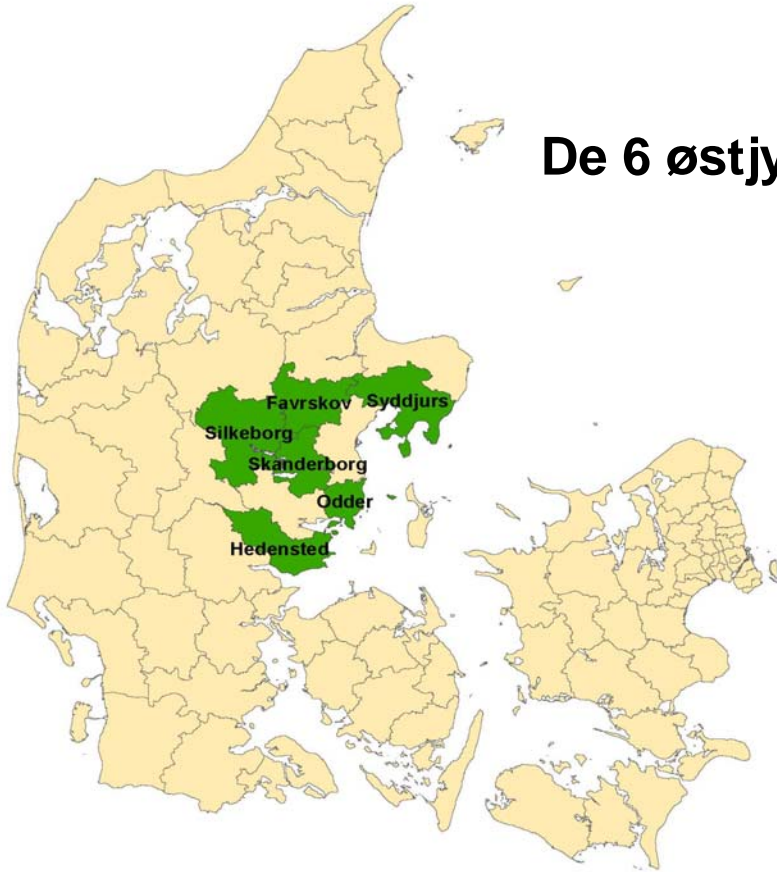 De 6 østjy
Favrskov
Syddjurs
Silkeborg
Skanderborg
Odder
Hedensted